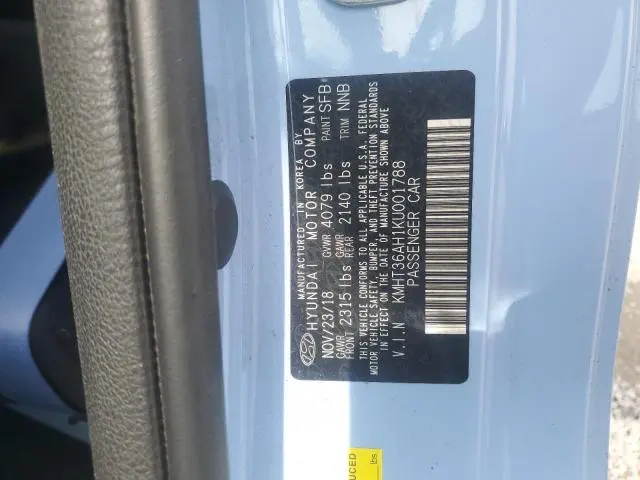 MANUFACTURED IN KOREA BY
HYUNDAI MOTOR COMPANY
NOV/23/18 GVWR 4079 lbs PAINT SFB
GAWR FRONT 2315 lbs GAWR REAR 2140 lbs TRIM NNB
THIS VEHICLE CONFORMS TO ALL APPLICABLE U.S.A. FEDERAL
MOTOR VEHICLE SAFETY, BUMPER, AND THEFT PREVENTION STANDARDS
IN EFFECT ON THE DATE OF MANUFACTURE SHOWN ABOVE
V.I.N KMHT36AH1KU001788
PASSENGER CAR
UCED
lbs